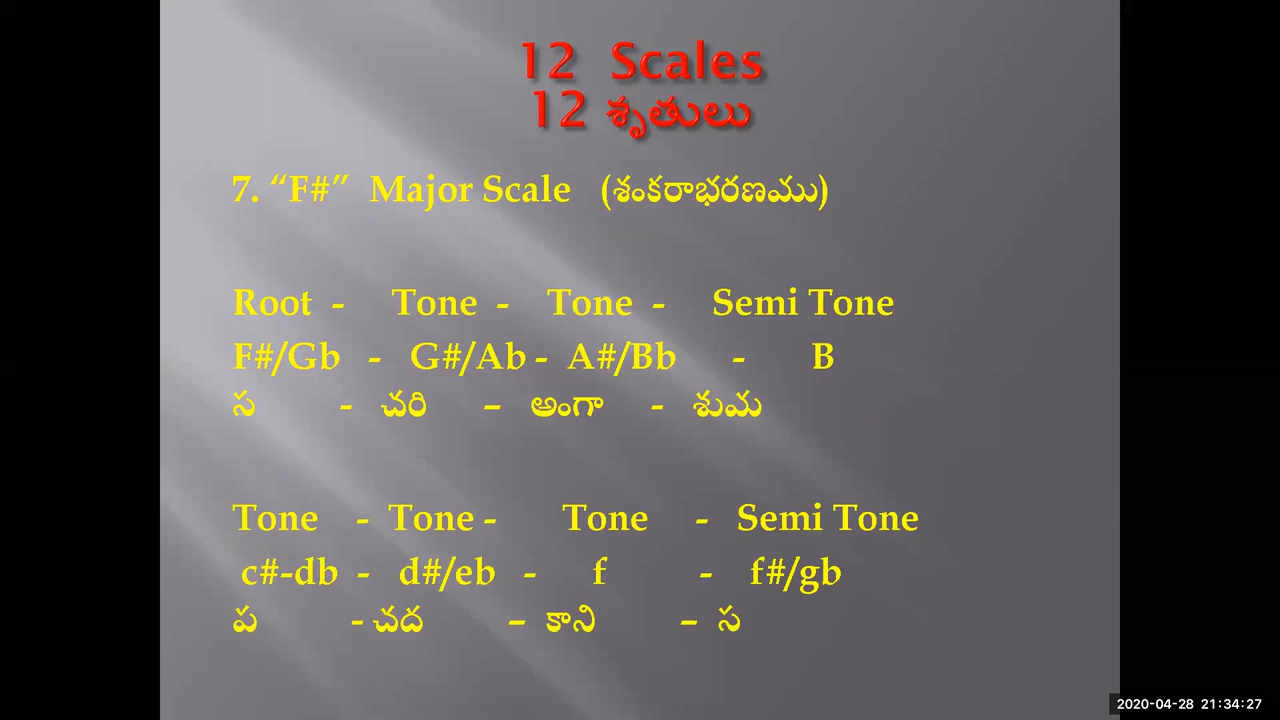 12 Scales
12 శృతులు
7. “F#” Major Scale (శంకరాభరణము)
Root - Tone - Tone - Semi Tone
F#/Gb - G#/Ab - A#/Bb - B
స - చరి – అంగా - శుమ
Tone - Tone - Tone - Semi Tone
c#-db - d#/eb - f - f#/gb
ప - చద – కాని – స
2020-04-28 21:34:27